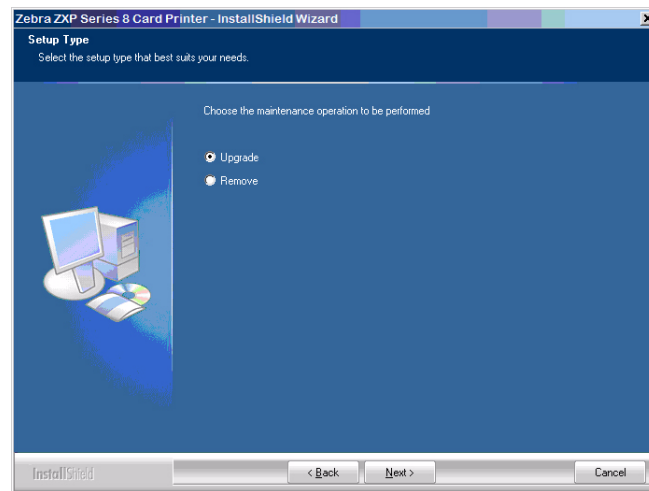 Zebra ZXP Series 8 Card Printer - InstallShield Wizard
Setup Type
Select the setup type that best suits your needs.
Choose the maintenance operation to be performed
Upgrade
Remove
InstallShield
< Back Next > Cancel